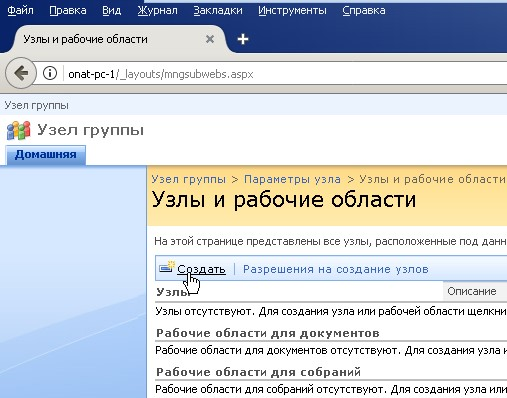 Файл Правка Вид Журнал Закладки Инструменты Справка
Узлы и рабочие области
onat-pc-1/_layouts/mngsubwebs.aspx
Узел группы
Узел группы
Домашняя
Узел группы > Параметры узла > Узлы и рабочие области
Узлы и рабочие области
На этой странице представлены все узлы, расположенные под данн
Создать Разрешения на создание узлов
Узлы Описание
Узлы отсутствуют. Для создания узла или рабочей области щелкни
Рабочие области для документов
Рабочие области для документов отсутствуют. Для создания узла и
Рабочие области для собраний
Рабочие области для собраний отсутствуют. Для создания узла или